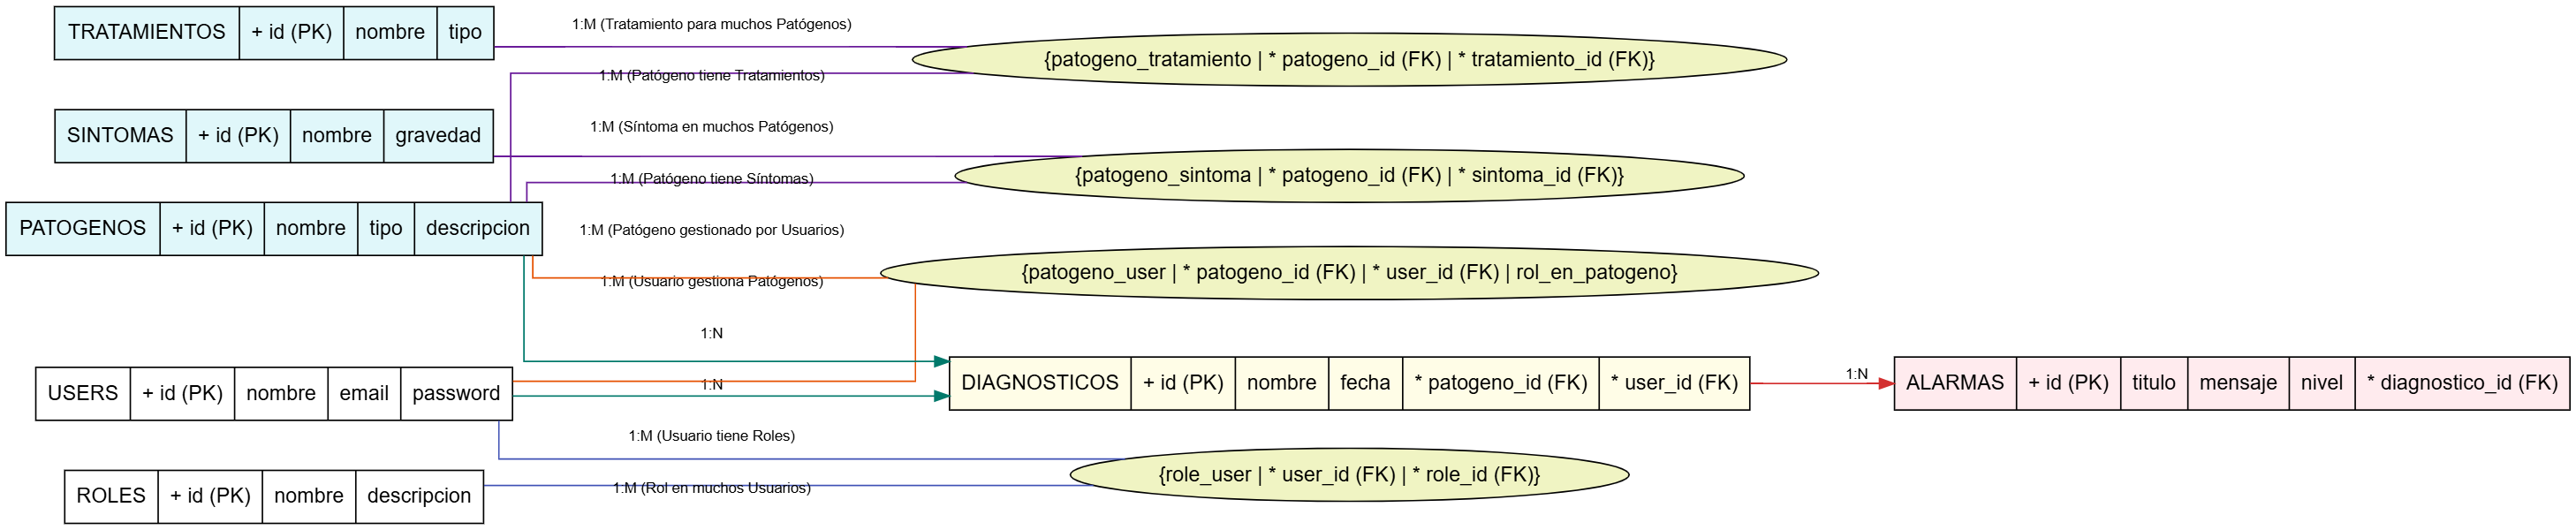 TRATAMIENTOS + id (PK) nombre tipo
1:M (Tratamiento para muchos Patógenos)
{patogeno_tratamiento | * patogeno_id (FK) | * tratamiento_id (FK)}
1:M (Patógeno tiene Tratamientos)
SINTOMAS + id (PK) nombre gravedad
1:M (Síntoma en muchos Patógenos)
{patogeno_sintoma | * patogeno_id (FK) | * sintoma_id (FK)}
1:M (Patógeno tiene Síntomas)
PATOGENOS + id (PK) nombre tipo descripcion
1:M (Patógeno gestionado por Usuarios)
{patogeno_user | * patogeno_id (FK) | * user_id (FK) | rol_en_patogeno}
1:M (Usuario gestiona Patógenos)
1:N
USERS + id (PK) nombre email password
1:N
DIAGNOSTICOS + id (PK) nombre fecha * patogeno_id (FK) * user_id (FK)
1:N
ALARMAS + id (PK) titulo mensaje nivel * diagnostico_id (FK)
1:M (Usuario tiene Roles)
{role_user | * user_id (FK) | * role_id (FK)}
ROLES + id (PK) nombre descripcion
1:M (Rol en muchos Usuarios)